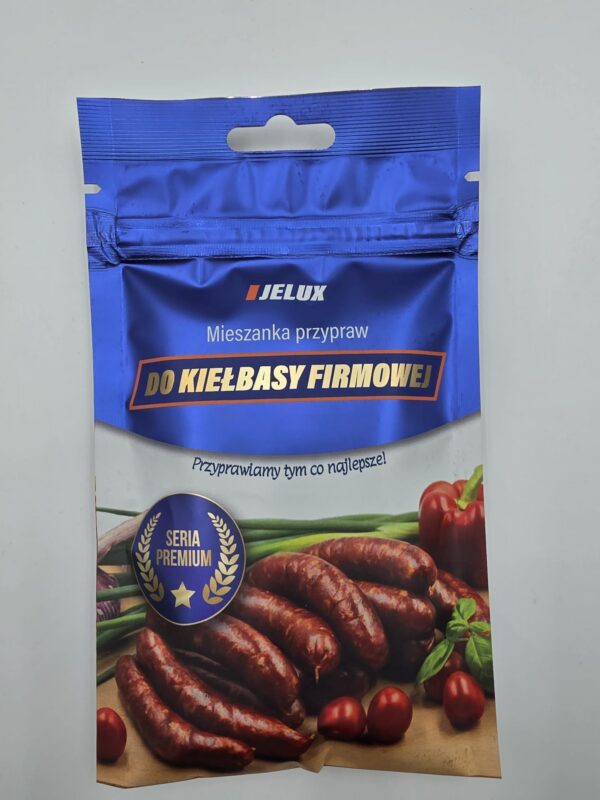 JELUX
Mieszanka przypraw
DO KIEŁBASY FIRMOWEJ
Przyprawiamy tym co najlepsze!
SERIA
PREMIUM